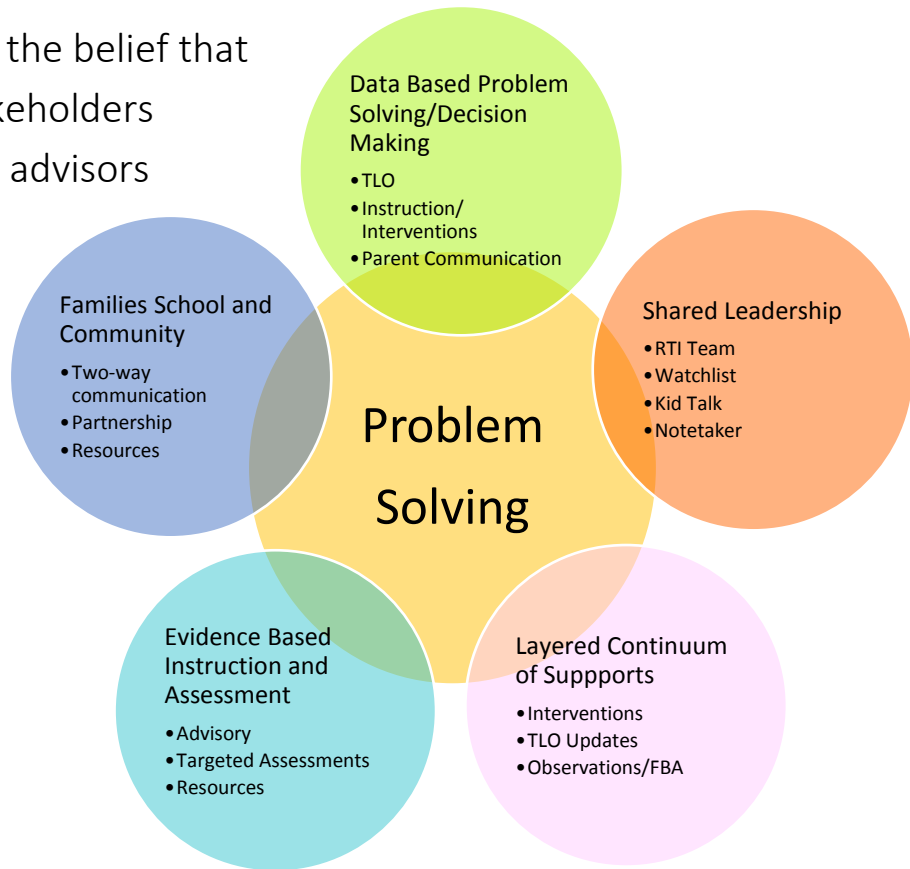 the belief that
keholders
advisors
Data Based Problem
Solving/Decision
Making
•TLO
•Instruction/
Interventions
•Parent Communication
Families School and
Community
•Two-way
communication
•Partnership
•Resources
Shared Leadership
•RTI Team
•Watchlist
•Kid Talk
•Notetaker
Problem
Solving
Evidence Based
Instruction and
Assessment
•Advisory
•Targeted Assessments
•Resources
Layered Continuum
of Suppports
•Interventions
•TLO Updates
•Observations/FBA